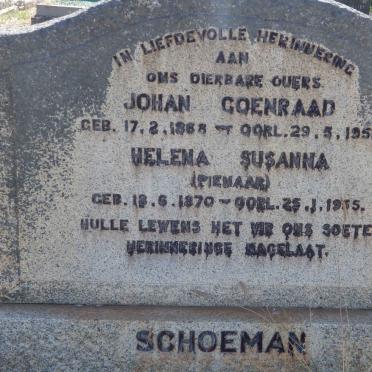 IN LIEFDEVOLLE HERINNERING
AAN
ONS DIERBARE OUERS
JOHAN COENRAAD
GEB. 17.2.1868 — OORL. 29.5.195
HELENA SUSANNA
(PIENAAR)
GEB. 18.6.1870 — OORL. 25.1.1955.
HULLE LEWENS HET VIR ONS SOETE
HERINNERINGE NAGELAAT.
SCHOEMAN